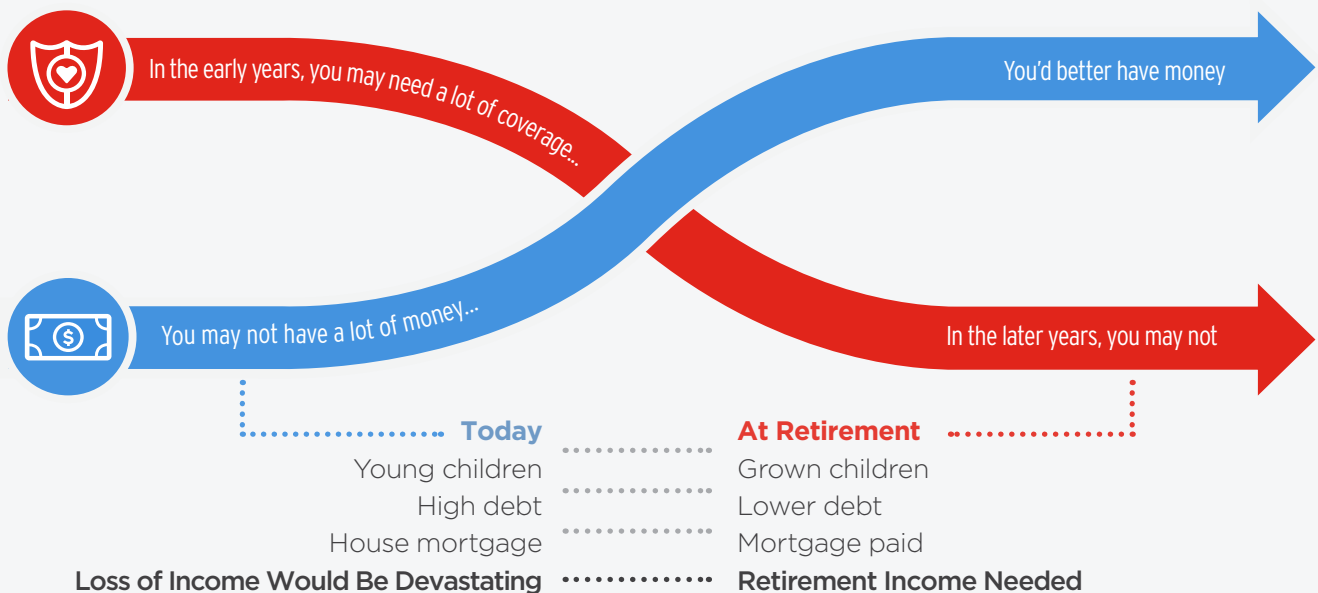 In the early years, you may need a lot of coverage...
You'd better have money
$
You may not have a lot of money...
In the later years, you may not
Today
At Retirement
Young children
Grown children
High debt
Lower debt
House mortgage
Mortgage paid
Loss of Income Would Be Devastating
Retirement Income Needed